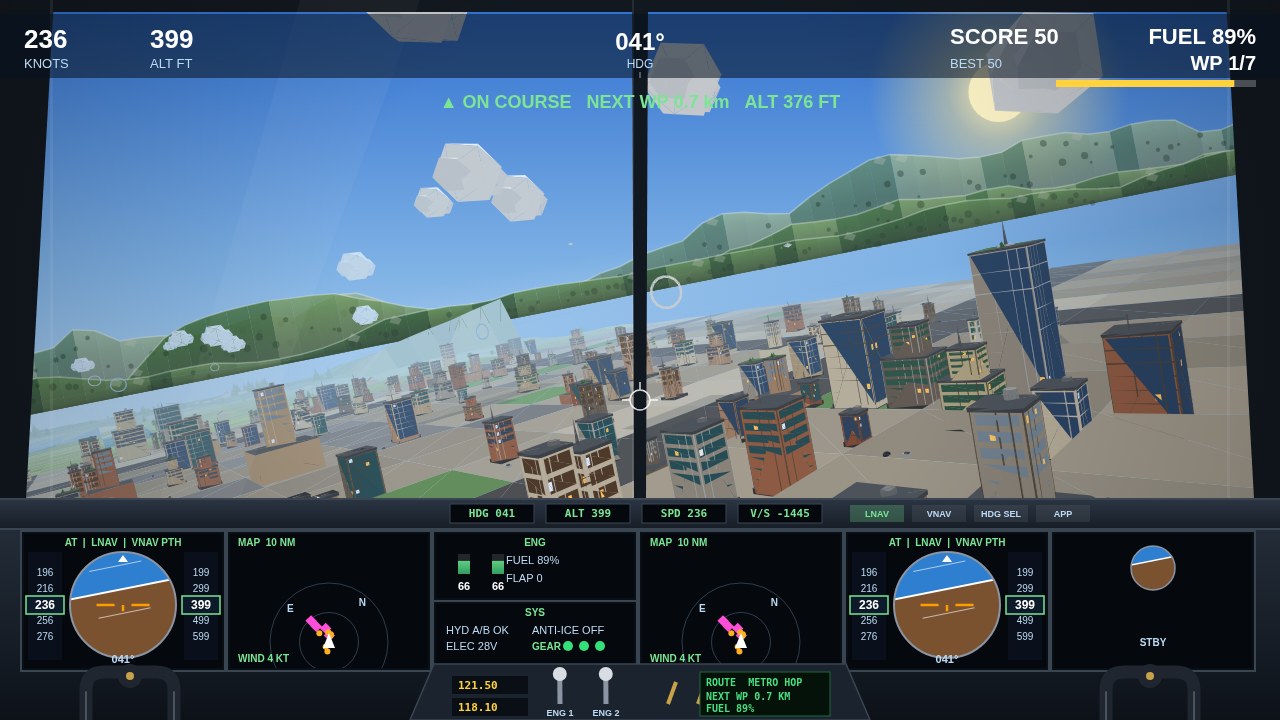 236
KNOTS
399
ALT FT
041°
HDG
SCORE 50
BEST 50
FUEL 89%
WP 1/7
▲ ON COURSE NEXT WP 0.7 km ALT 376 FT
HDG 041
ALT 399
SPD 236
V/S -1445
LNAV
VNAV
HDG SEL
APP
AT | LNAV | VNAV PTH
196
216
236
256
276
199
299
399
499
599
041°
MAP 10 NM
E
N
WIND 4 KT
ENG
FUEL 89%
FLAP 0
66
66
SYS
HYD A/B OK
ANTI-ICE OFF
ELEC 28V
GEAR
MAP 10 NM
E
N
WIND 4 KT
AT | LNAV | VNAV PTH
196
216
236
256
276
199
299
399
499
599
041°
STBY
121.50
118.10
ENG 1
ENG 2
ROUTE METRO HOP
NEXT WP 0.7 KM
FUEL 89%